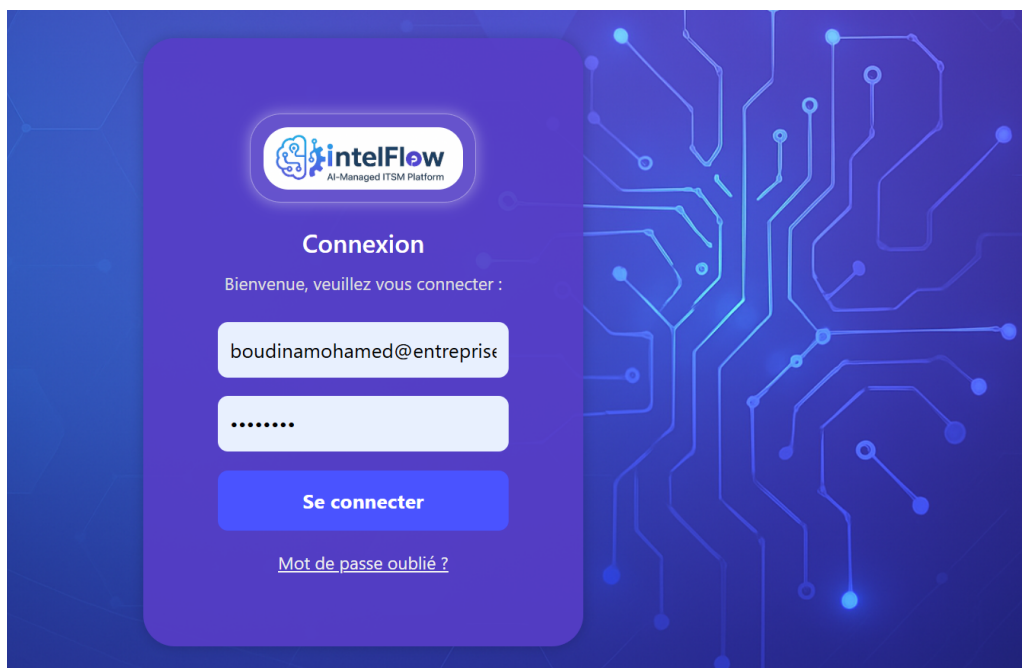 intelFlow
AI-Managed ITSM Platform
Connexion
Bienvenue, veuillez vous connecter :
boudinamohamed@entreprise
••••••••
Se connecter
Mot de passe oublié ?